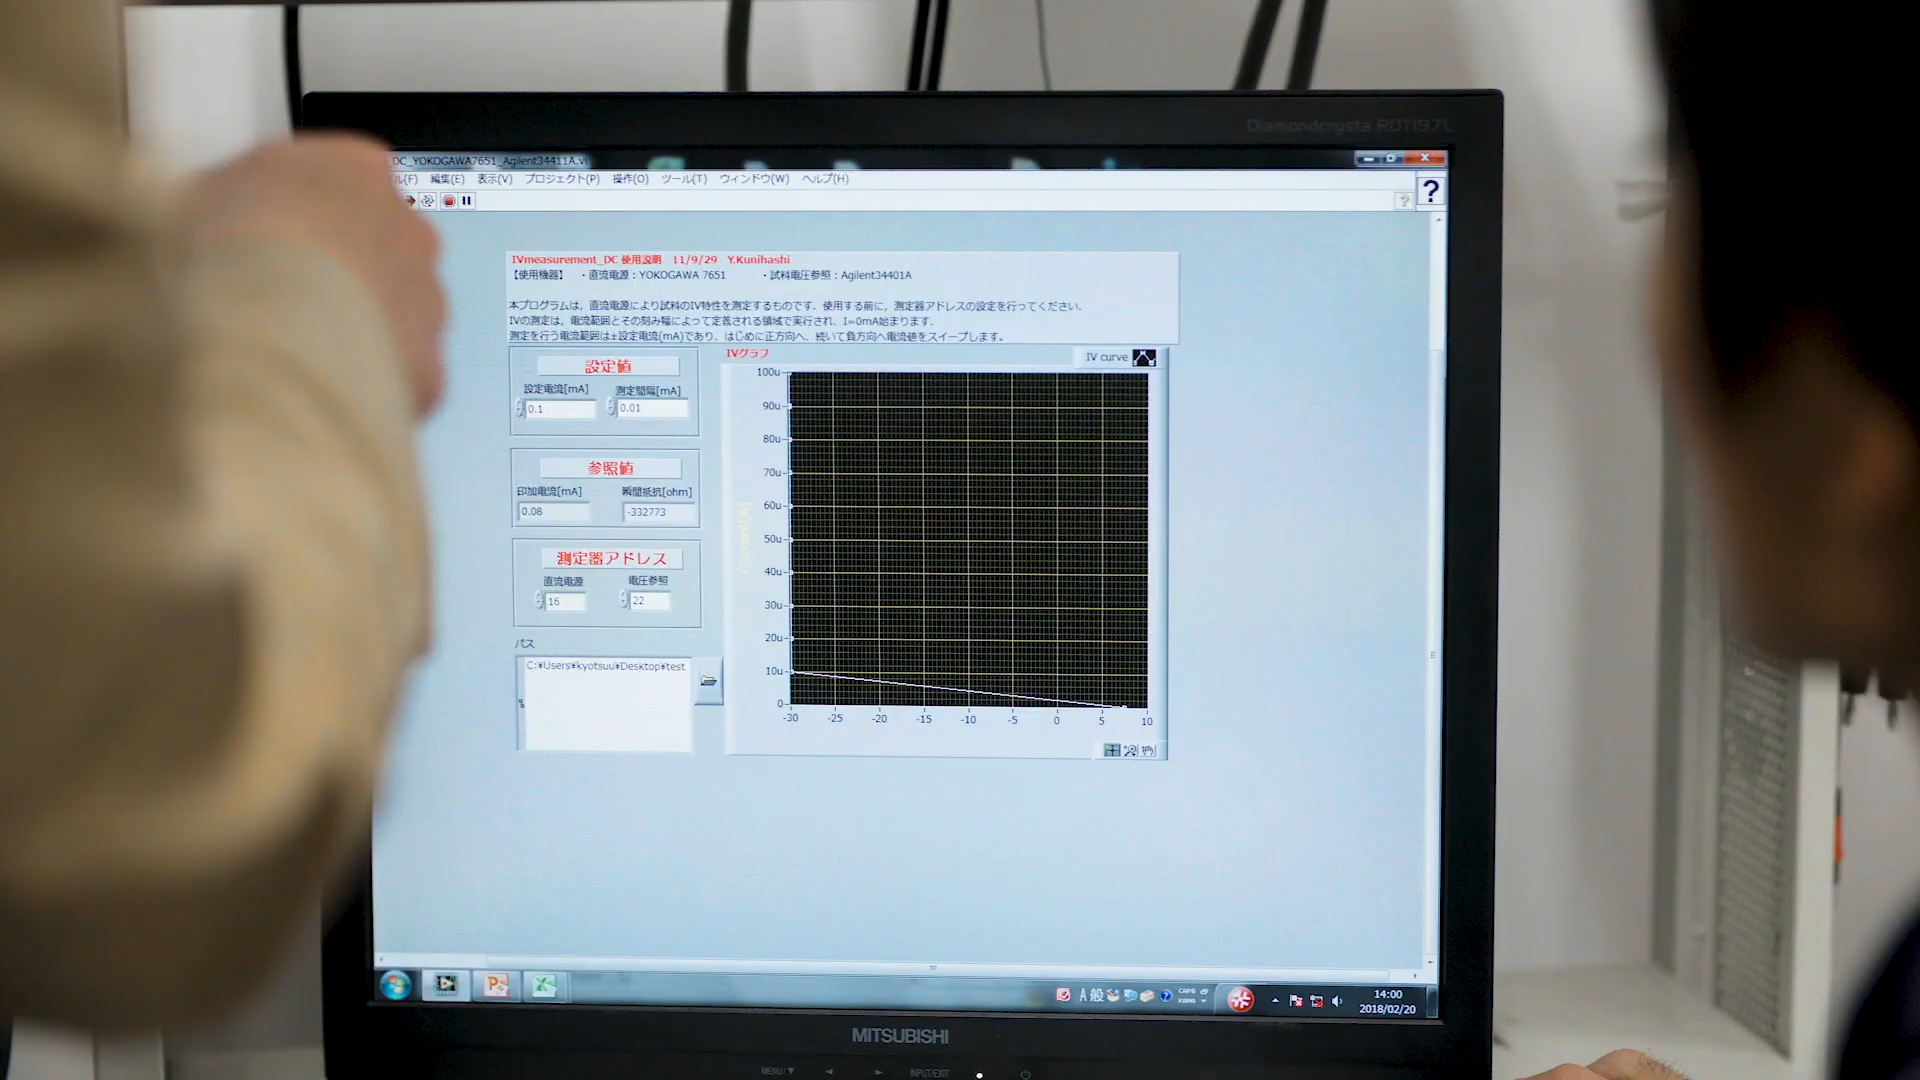 Diamondcrysta RDT197L
DC_YOKOGAWA7651_Agilent34411A.vi
ル(F) 編集(E) 表示(V) プロジェクト(P) 操作(O) ツール(T) ウィンドウ(W) ヘルプ(H)
IVmeasurement_DC 使用説明 11/9/29 Y.Kunihashi
【使用機器】 ・直流電源：YOKOGAWA 7651 ・試料電圧参照：Agilent34401A
本プログラムは，直流電源により試料のIV特性を測定するものです．使用する前に，測定器アドレスの設定を行ってください．
IVの測定は，電流範囲とその刻み幅によって定義される領域で実行され、I=0mA始まります．
測定を行う電流範囲は±設定電流(mA)であり、はじめに正方向へ、続いて負方向へ電流値をスイープします。
設定値
設定電流[mA] 測定間隔[mA]
0.1 0.01
参照値
印加電流[mA] 瞬間抵抗[ohm]
0.08 -332773
測定器アドレス
直流電源 電圧参照
16 22
パス
C:¥Users¥kyotsuu¥Desktop¥test
IVグラフ
IV curve
100u
90u
80u
70u
60u
50u
40u
30u
20u
10u
0
-30 -25 -20 -15 -10 -5 0 5 10
A 般
CAPS
KANA
14:00
2018/02/20
MITSUBISHI
MENU
INPUT/EXIT